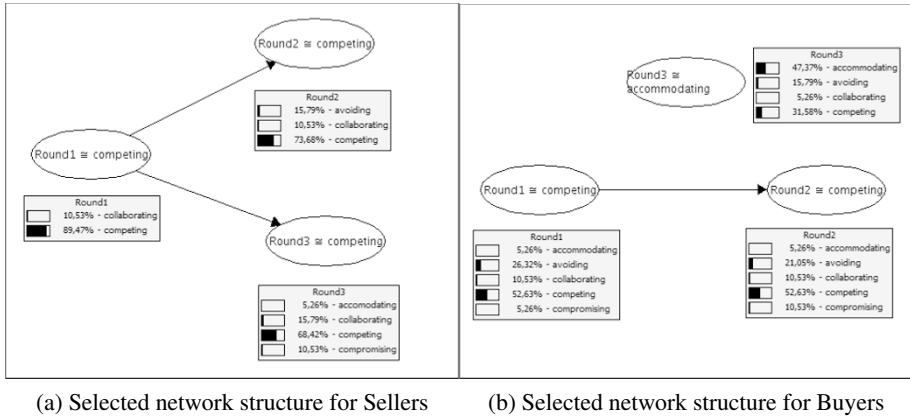 Round2 ≅ competing
Round2
15,79% - avoiding
10,53% - collaborating
73,68% - competing
Round1 ≅ competing
Round1
10,53% - collaborating
89,47% - competing
Round3 ≅ competing
Round3
5,26% - accomodating
15,79% - collaborating
68,42% - competing
10,53% - compromising
(a) Selected network structure for Sellers
Round3 ≅
accommodating
Round3
47,37% - accommodating
15,79% - avoiding
5,26% - collaborating
31,58% - competing
Round1 ≅ competing
Round1
5,26% - accommodating
26,32% - avoiding
10,53% - collaborating
52,63% - competing
5,26% - compromising
Round2 ≅ competing
Round2
5,26% - accommodating
21,05% - avoiding
10,53% - collaborating
52,63% - competing
10,53% - compromising
(b) Selected network structure for Buyers